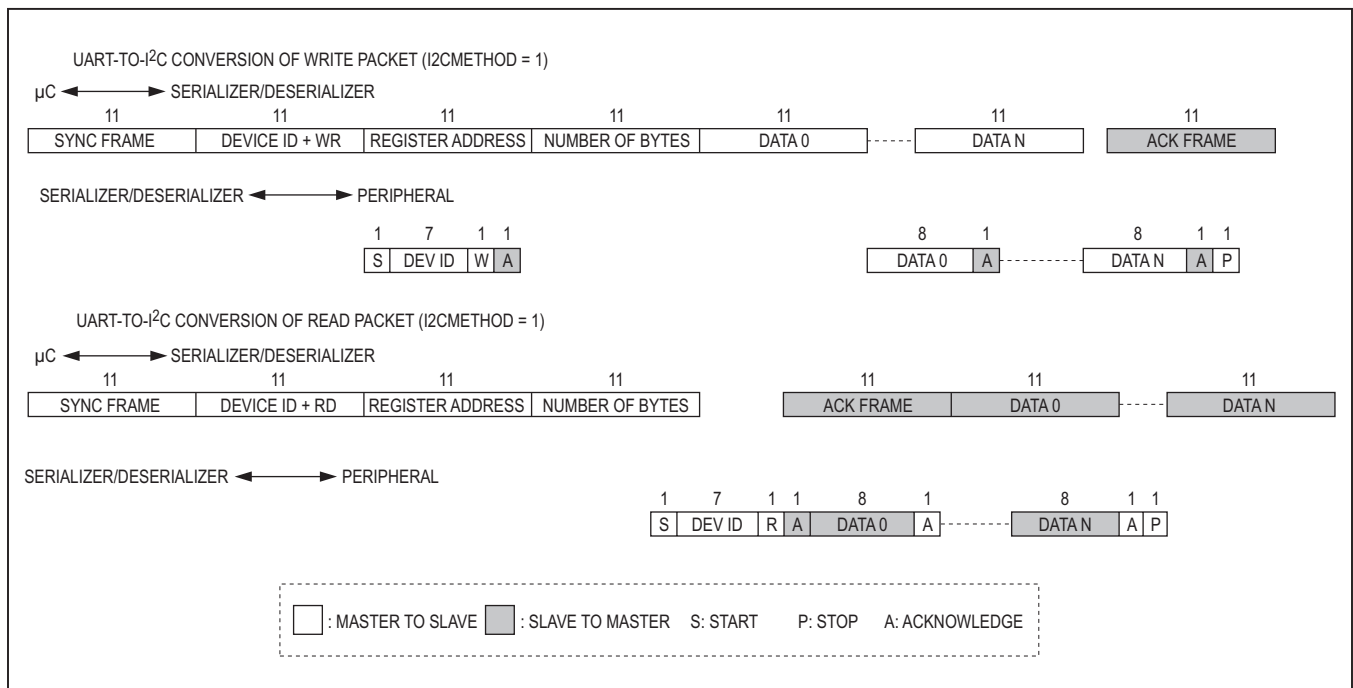 UART-TO-I2C CONVERSION OF WRITE PACKET (I2CMETHOD = 1)
µC SERIALIZER/DESERIALIZER
11 11 11 11 11 11 11
SYNC FRAME DEVICE ID + WR REGISTER ADDRESS NUMBER OF BYTES DATA 0 DATA N ACK FRAME
SERIALIZER/DESERIALIZER PERIPHERAL
1 7 1 1 8 1 8 1 1
S DEV ID W A DATA 0 A DATA N A P
UART-TO-I2C CONVERSION OF READ PACKET (I2CMETHOD = 1)
µC SERIALIZER/DESERIALIZER
11 11 11 11 11 11 11
SYNC FRAME DEVICE ID + RD REGISTER ADDRESS NUMBER OF BYTES ACK FRAME DATA 0 DATA N
SERIALIZER/DESERIALIZER PERIPHERAL
1 7 1 1 8 1 8 1 1
S DEV ID R A DATA 0 A DATA N A P
: MASTER TO SLAVE : SLAVE TO MASTER S: START P: STOP A: ACKNOWLEDGE